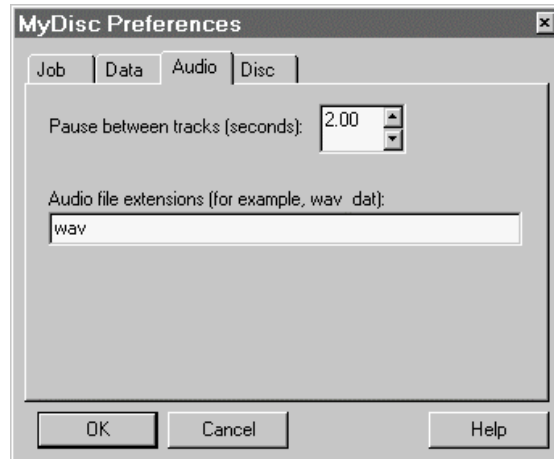 MyDisc Preferences
Job Data Audio Disc
Pause between tracks (seconds): 2.00
Audio file extensions (for example, wav dat):
wav
OK Cancel Help